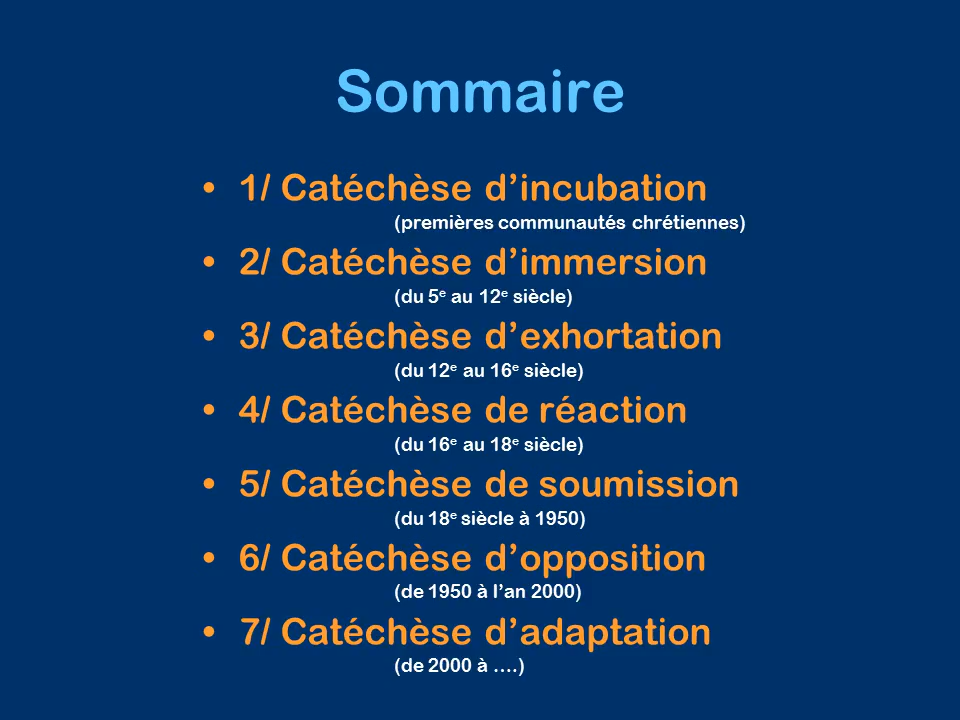 Sommaire
• 1/ Catéchèse d’incubation
(premières communautés chrétiennes)
• 2/ Catéchèse d’immersion
(du 5e au 12e siècle)
• 3/ Catéchèse d’exhortation
(du 12e au 16e siècle)
• 4/ Catéchèse de réaction
(du 16e au 18e siècle)
• 5/ Catéchèse de soumission
(du 18e siècle à 1950)
• 6/ Catéchèse d’opposition
(de 1950 à l’an 2000)
• 7/ Catéchèse d’adaptation
(de 2000 à ….)